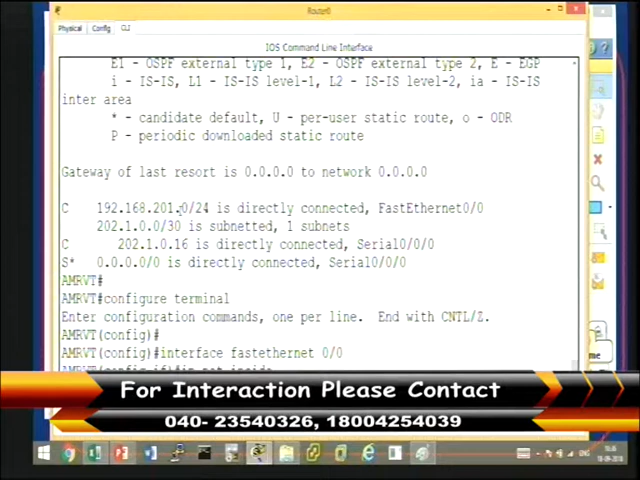 Router0
Physical Config CLI
IOS Command Line Interface
E1 - OSPF external type 1, E2 - OSPF external type 2, E - EGP
i - IS-IS, L1 - IS-IS level-1, L2 - IS-IS level-2, ia - IS-IS
inter area
* - candidate default, U - per-user static route, o - ODR
P - periodic downloaded static route
Gateway of last resort is 0.0.0.0 to network 0.0.0.0
C 192.168.201.0/24 is directly connected, FastEthernet0/0
202.1.0.0/30 is subnetted, 1 subnets
C 202.1.0.16 is directly connected, Serial0/0/0
S* 0.0.0.0/0 is directly connected, Serial0/0/0
AMRVT#
AMRVT#configure terminal
Enter configuration commands, one per line. End with CNTL/Z.
AMRVT(config)#
AMRVT(config)#interface fastethernet 0/0
For Interaction Please Contact
040- 23540326, 18004254039